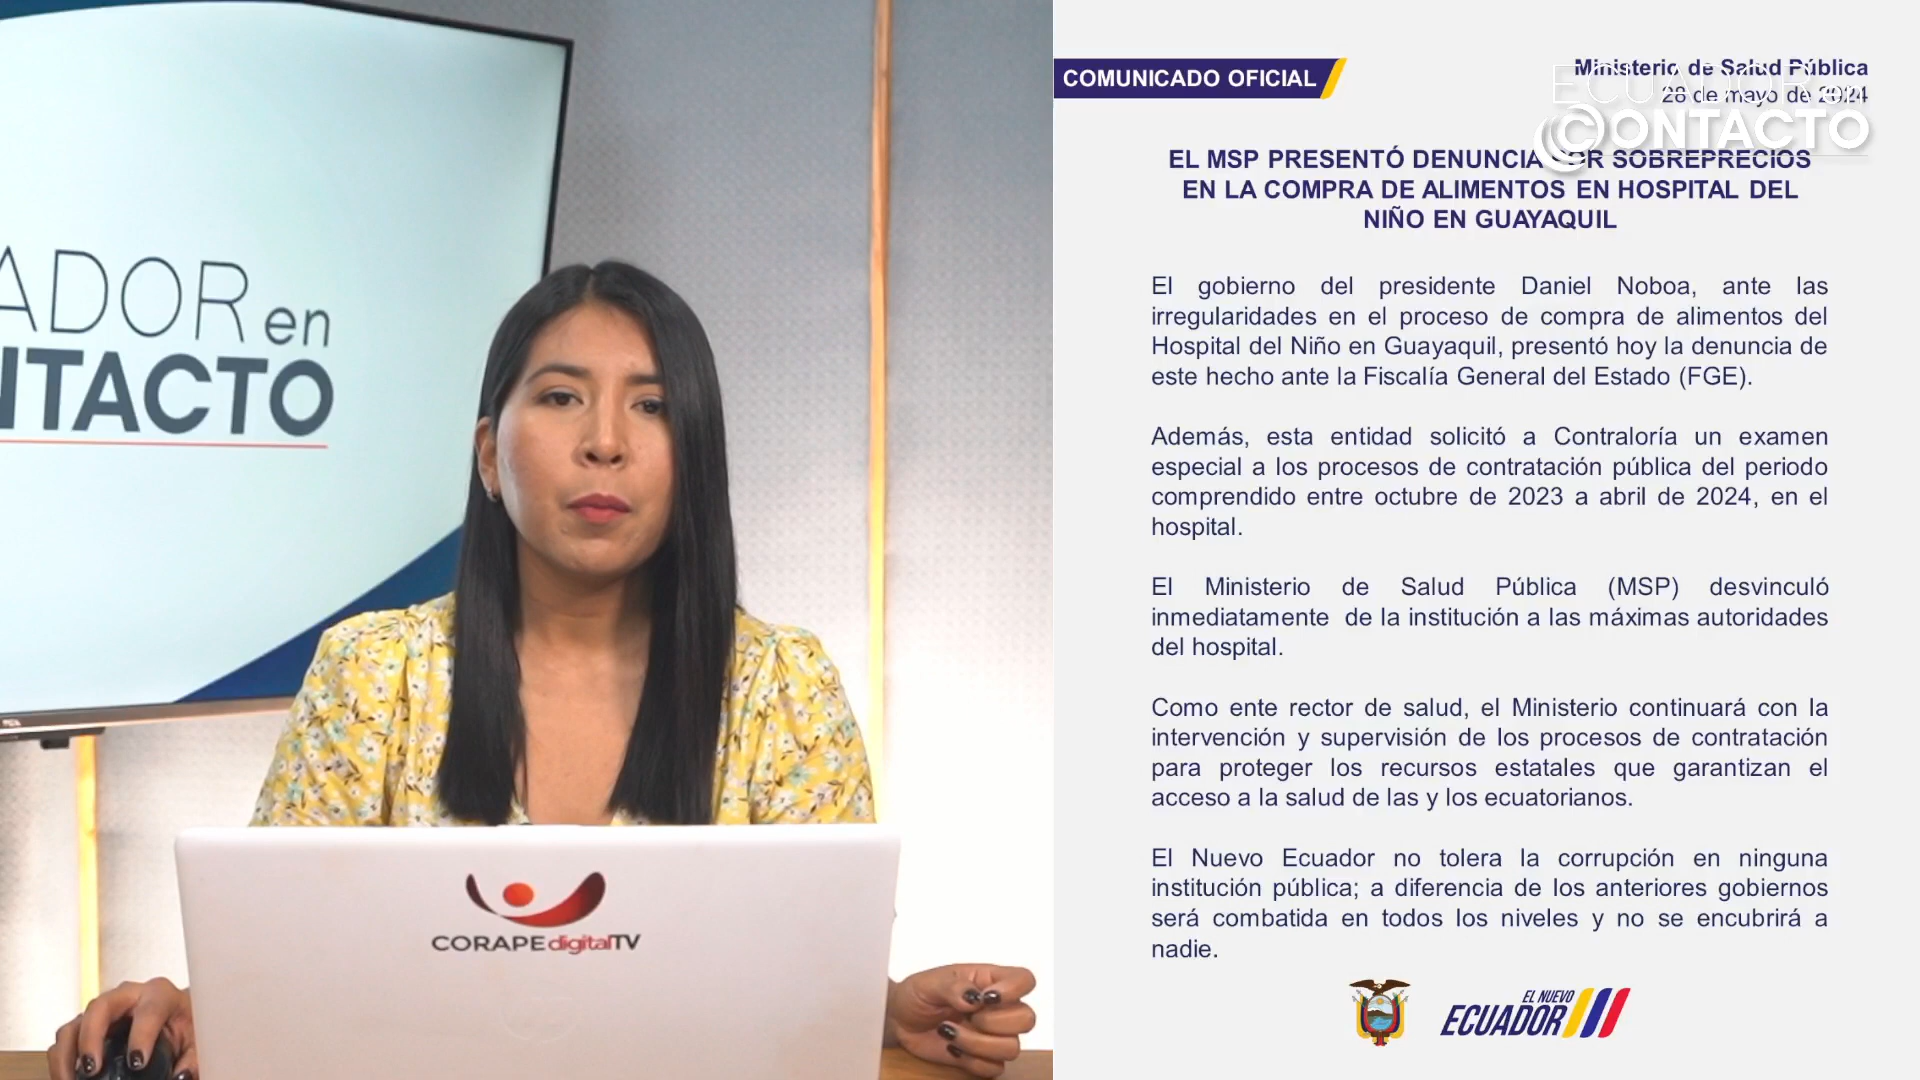 ADOR en
NTACTO
CORAPEdigitalTV
COMUNICADO OFICIAL
Ministerio de Salud Pública
28 de mayo de 2024
ECUADOR en
CONTACTO
EL MSP PRESENTÓ DENUNCIA POR SOBREPRECIOS
EN LA COMPRA DE ALIMENTOS EN HOSPITAL DEL
NIÑO EN GUAYAQUIL
El gobierno del presidente Daniel Noboa, ante las
irregularidades en el proceso de compra de alimentos del
Hospital del Niño en Guayaquil, presentó hoy la denuncia de
este hecho ante la Fiscalía General del Estado (FGE).
Además, esta entidad solicitó a Contraloría un examen
especial a los procesos de contratación pública del periodo
comprendido entre octubre de 2023 a abril de 2024, en el
hospital.
El Ministerio de Salud Pública (MSP) desvinculó
inmediatamente de la institución a las máximas autoridades
del hospital.
Como ente rector de salud, el Ministerio continuará con la
intervención y supervisión de los procesos de contratación
para proteger los recursos estatales que garantizan el
acceso a la salud de las y los ecuatorianos.
El Nuevo Ecuador no tolera la corrupción en ninguna
institución pública; a diferencia de los anteriores gobiernos
será combatida en todos los niveles y no se encubrirá a
nadie.
EL NUEVO
ECUADOR